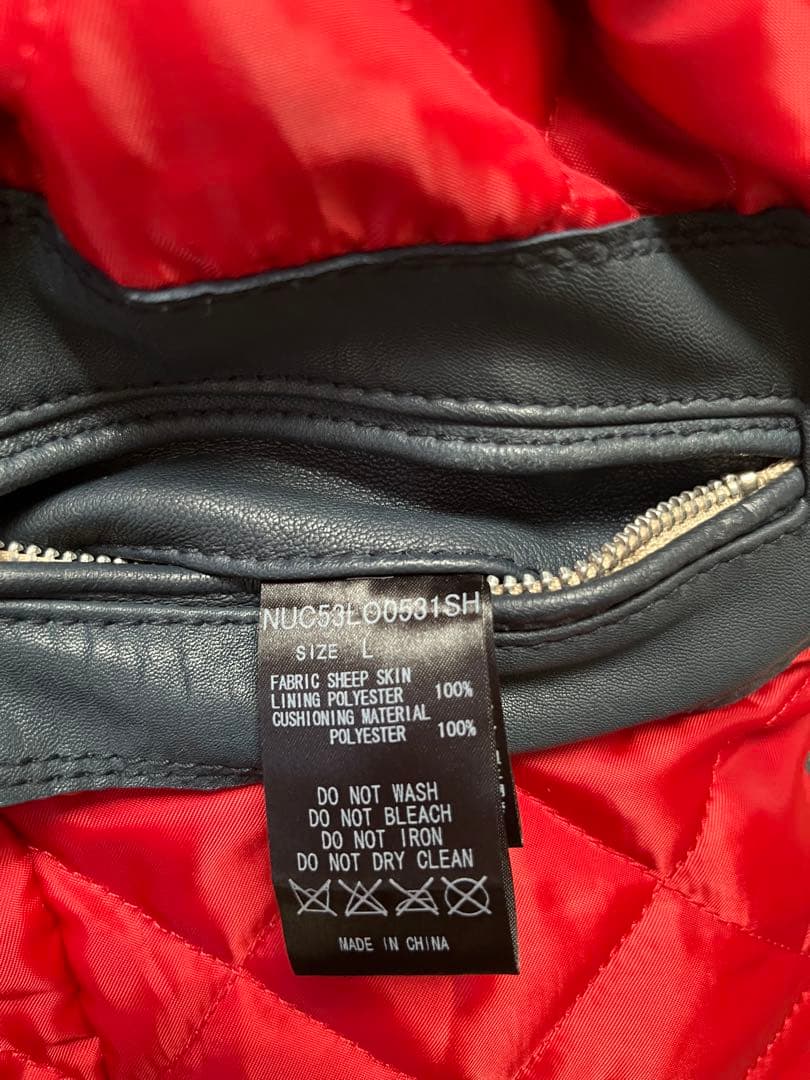 NUC53LO0531SH
SIZE L
FABRIC SHEEP SKIN
LINING POLYESTER 100%
CUSHIONING MATERIAL
POLYESTER 100%
DO NOT WASH
DO NOT BLEACH
DO NOT IRON
DO NOT DRY CLEAN
MADE IN CHINA